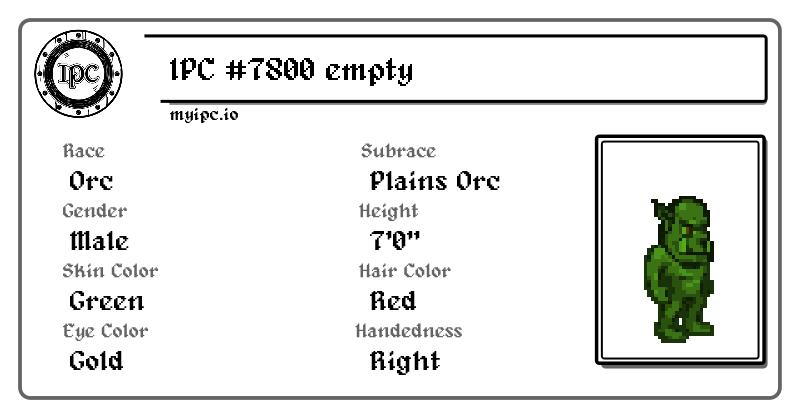 IPC
IPC #7800 empty
myipc.io
Race
Orc
Subrace
Plains Orc
Gender
Male
Height
7'0"
Skin Color
Green
Hair Color
Red
Eye Color
Gold
Handedness
Right